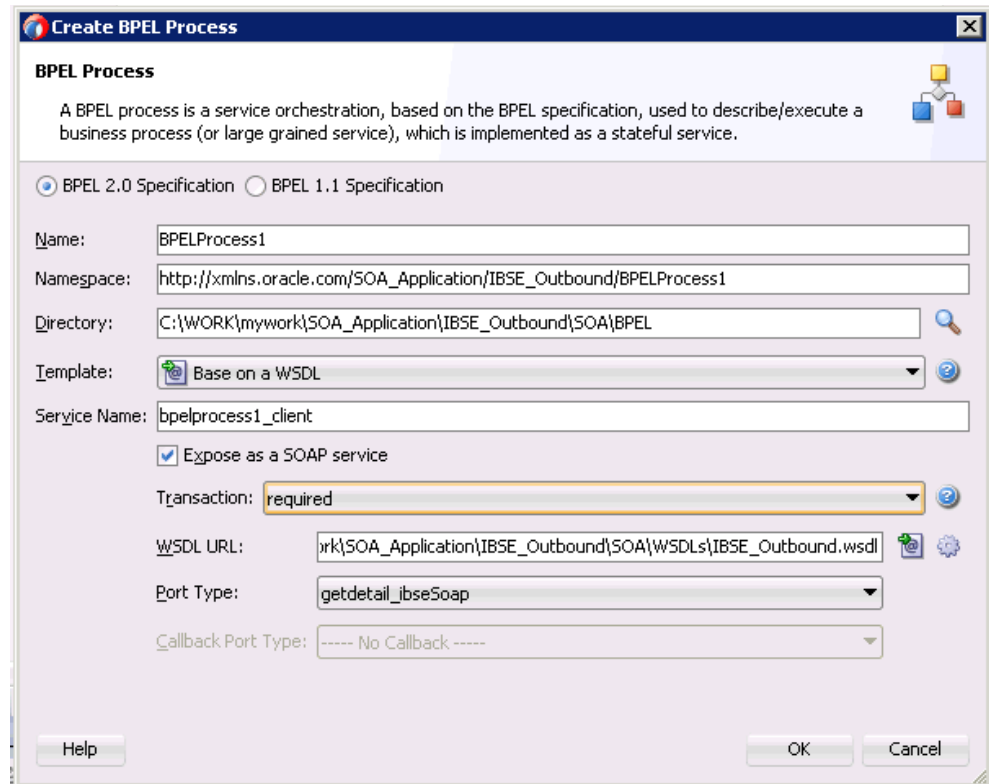 Create BPEL Process
BPEL Process
A BPEL process is a service orchestration, based on the BPEL specification, used to describe/execute a
business process (or large grained service), which is implemented as a stateful service.
BPEL 2.0 Specification BPEL 1.1 Specification
Name: BPELProcess1
Namespace: http://xmlns.oracle.com/SOA_Application/IBSE_Outbound/BPELProcess1
Directory: C:\WORK\mywork\SOA_Application\IBSE_Outbound\SOA\BPEL
Template: Base on a WSDL
Service Name: bpelprocess1_client
Expose as a SOAP service
Transaction: required
WSDL URL: ork\SOA_Application\IBSE_Outbound\SOA\WSDLs\IBSE_Outbound.wsdl
Port Type: getdetail_ibseSoap
Callback Port Type: ----- No Callback -----
Help OK Cancel